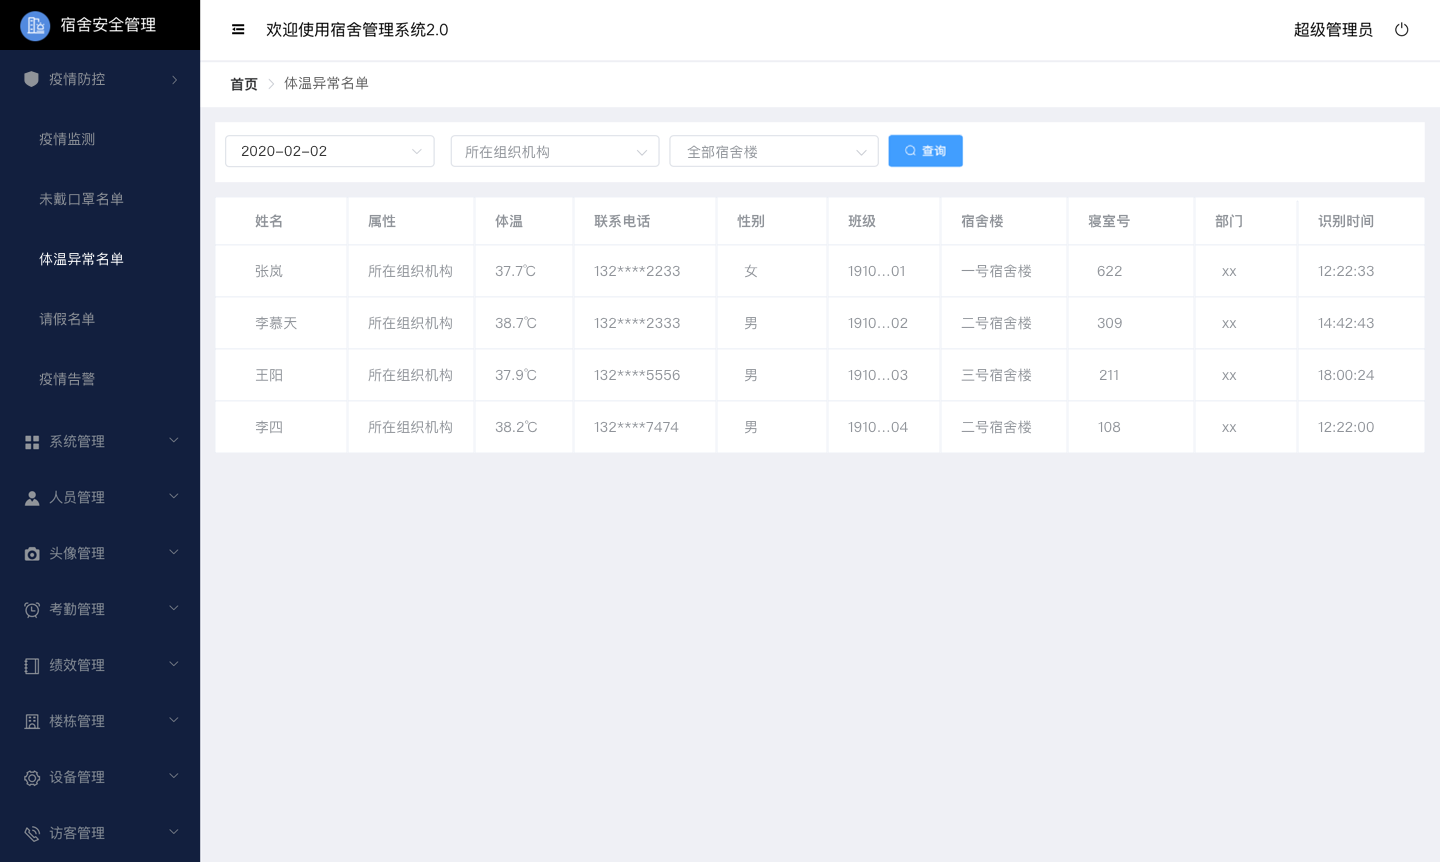 宿舍安全管理
欢迎使用宿舍管理系统2.0
超级管理员
首页
体温异常名单
疫情防控
疫情监测
未戴口罩名单
体温异常名单
请假名单
疫情告警
系统管理
人员管理
头像管理
考勤管理
绩效管理
楼栋管理
设备管理
访客管理
2020-02-02
所在组织机构
全部宿舍楼
查询
姓名 属性 体温 联系电话 性别 班级 宿舍楼 寝室号 部门 识别时间
张岚 所在组织机构 37.7℃ 132****2233 女 1910...01 一号宿舍楼 622 xx 12:22:33
李慕天 所在组织机构 38.7℃ 132****2333 男 1910...02 二号宿舍楼 309 xx 14:42:43
王阳 所在组织机构 37.9℃ 132****5556 男 1910...03 三号宿舍楼 211 xx 18:00:24
李四 所在组织机构 38.2℃ 132****7474 男 1910...04 二号宿舍楼 108 xx 12:22:00